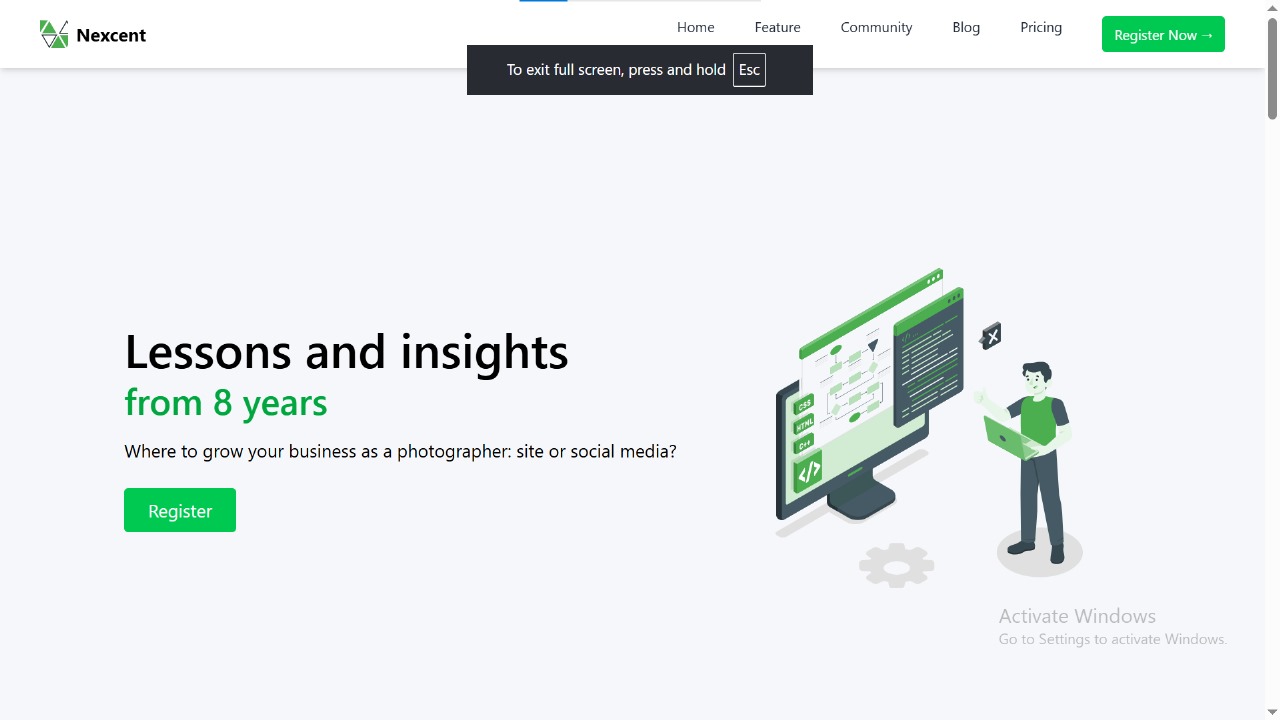 Nexcent
Home
Feature
Community
Blog
Pricing
Register Now →
To exit full screen, press and hold Esc
Lessons and insights
from 8 years
Where to grow your business as a photographer: site or social media?
Register
CSS
HTML
C++
</>
X
Activate Windows
Go to Settings to activate Windows.